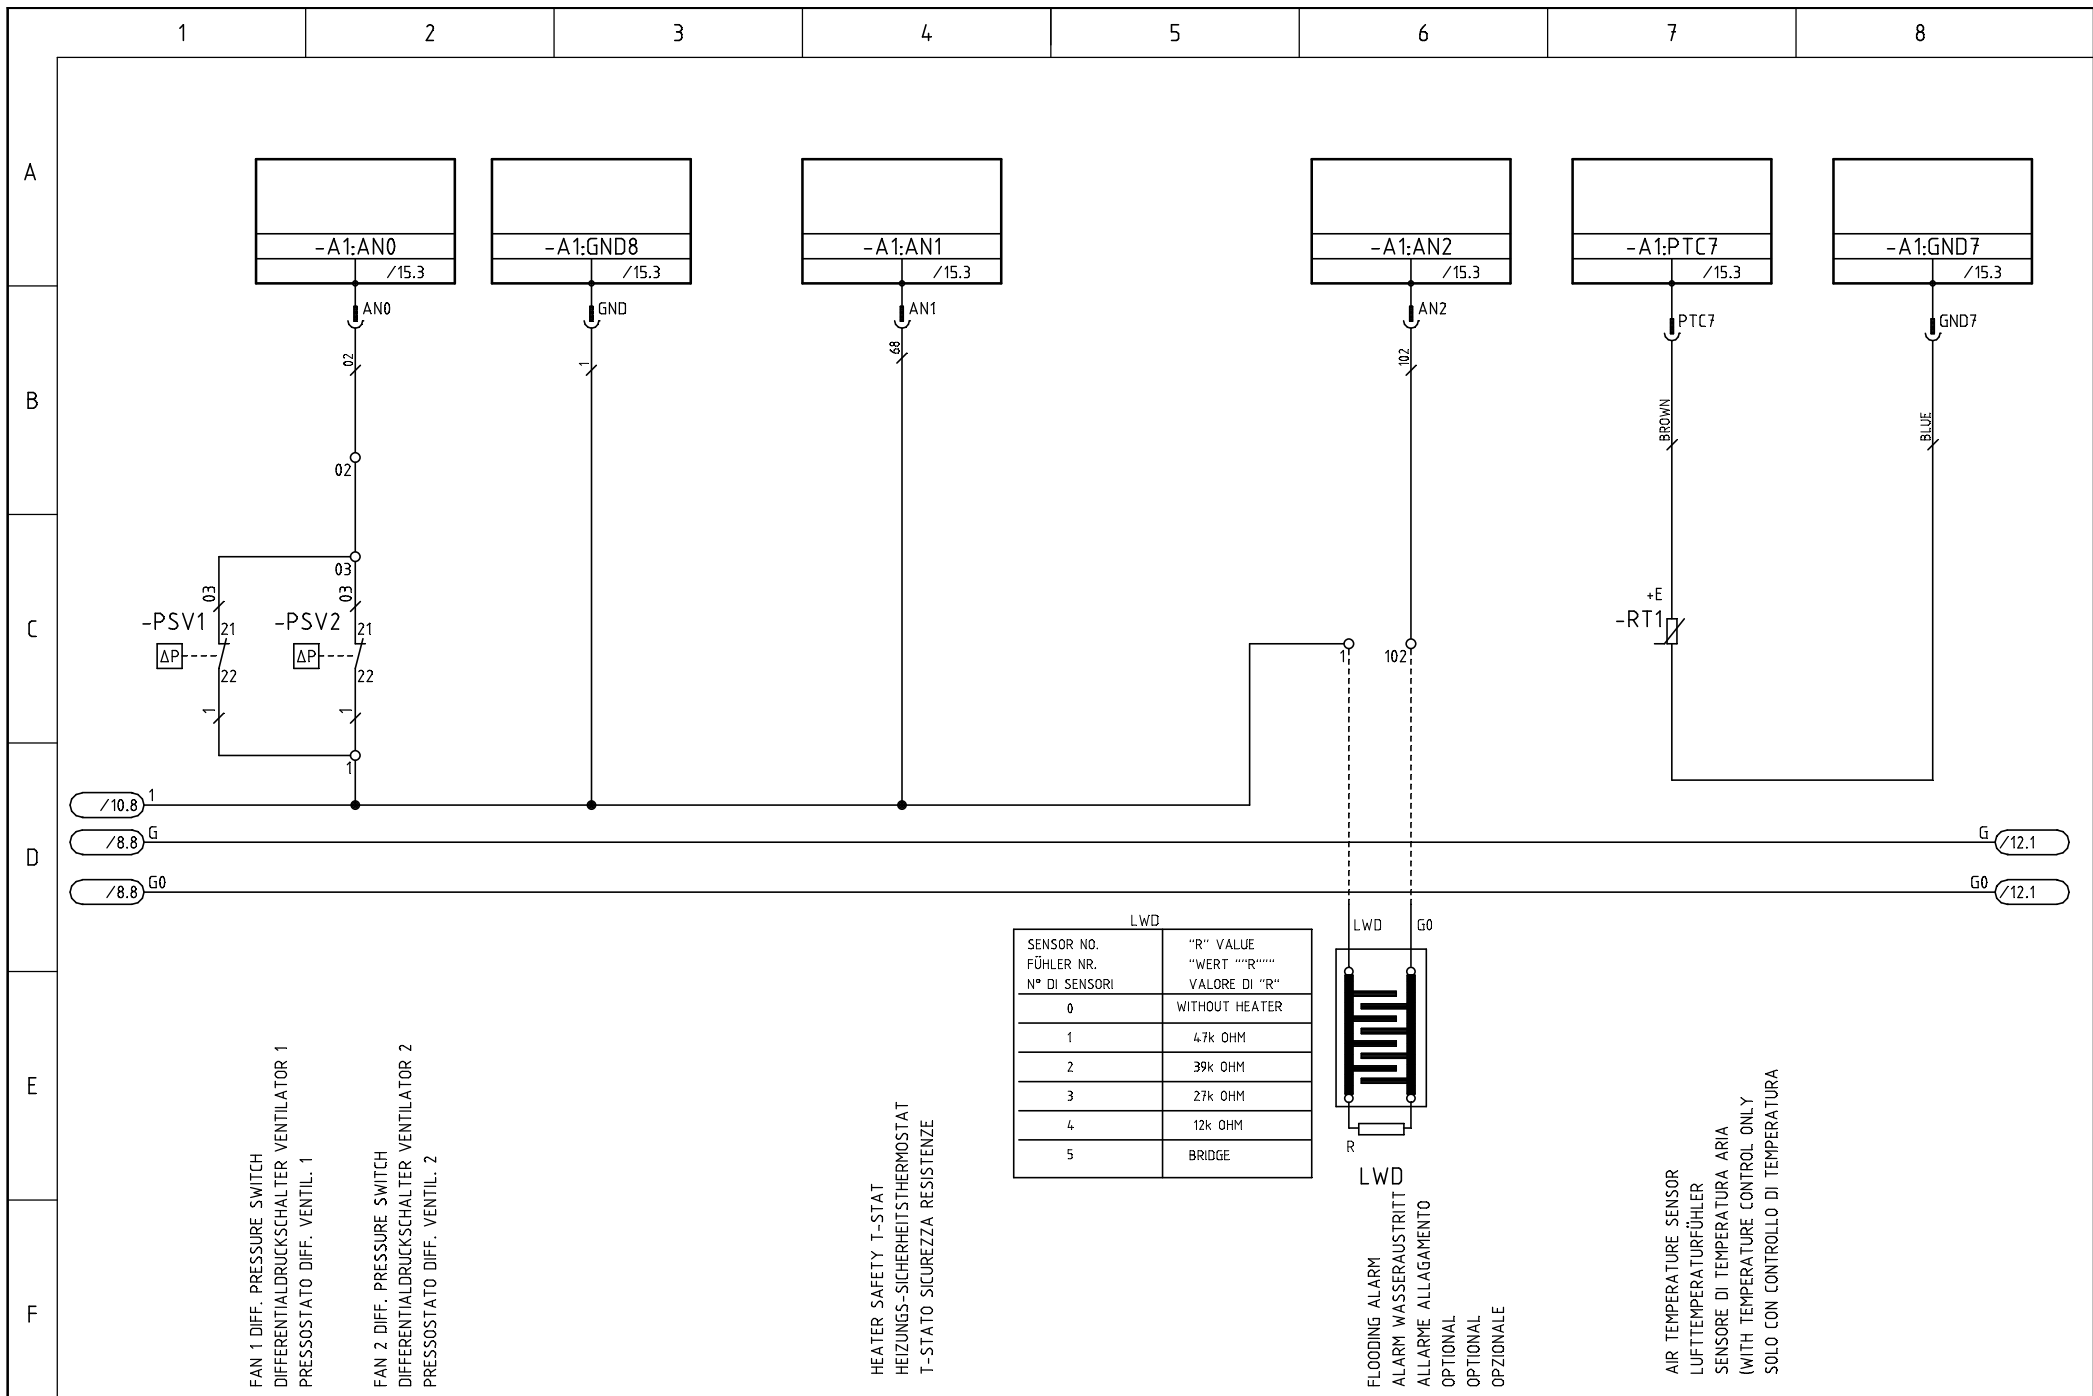 1 2 3 4 5 6 7 8
A
B
C
D
E
F
-A1:AN0
/15.3
-A1:GND8
/15.3
-A1:AN1
/15.3
-A1:AN2
/15.3
-A1:PTC7
/15.3
-A1:GND7
/15.3
AN0
GND
AN1
AN2
PTC7
GND7
02
1
68
102
BROWN
BLUE
02
03
03
03
-PSV1
21
ΔP
22
1
-PSV2
21
ΔP
22
1
1
1
102
+E
-RT1
/10.8
1
/8.8
G
G
/12.1
/8.8
G0
G0
/12.1
LWD
SENSOR NO.
FÜHLER NR.
N° DI SENSORI
"R" VALUE
"WERT ""R"""
VALORE DI "R"
0 WITHOUT HEATER
1 47k OHM
2 39k OHM
3 27k OHM
4 12k OHM
5 BRIDGE
LWD
G0
R
LWD
FAN 1 DIFF. PRESSURE SWITCH
DIFFERENTIALDRUCKSCHALTER VENTILATOR 1
PRESSOSTATO DIFF. VENTIL. 1
FAN 2 DIFF. PRESSURE SWITCH
DIFFERENTIALDRUCKSCHALTER VENTILATOR 2
PRESSOSTATO DIFF. VENTIL. 2
HEATER SAFETY T-STAT
HEIZUNGS-SICHERHEITSTHERMOSTAT
T-STATO SICUREZZA RESISTENZE
FLOODING ALARM
ALARM WASSERAUSTRITT
ALLARME ALLAGAMENTO
OPTIONAL
OPTIONAL
OPZIONALE
AIR TEMPERATURE SENSOR
LUFTTEMPERATURFÜHLER
SENSORE DI TEMPERATURA ARIA
(WITH TEMPERATURE CONTROL ONLY
SOLO CON CONTROLLO DI TEMPERATURA